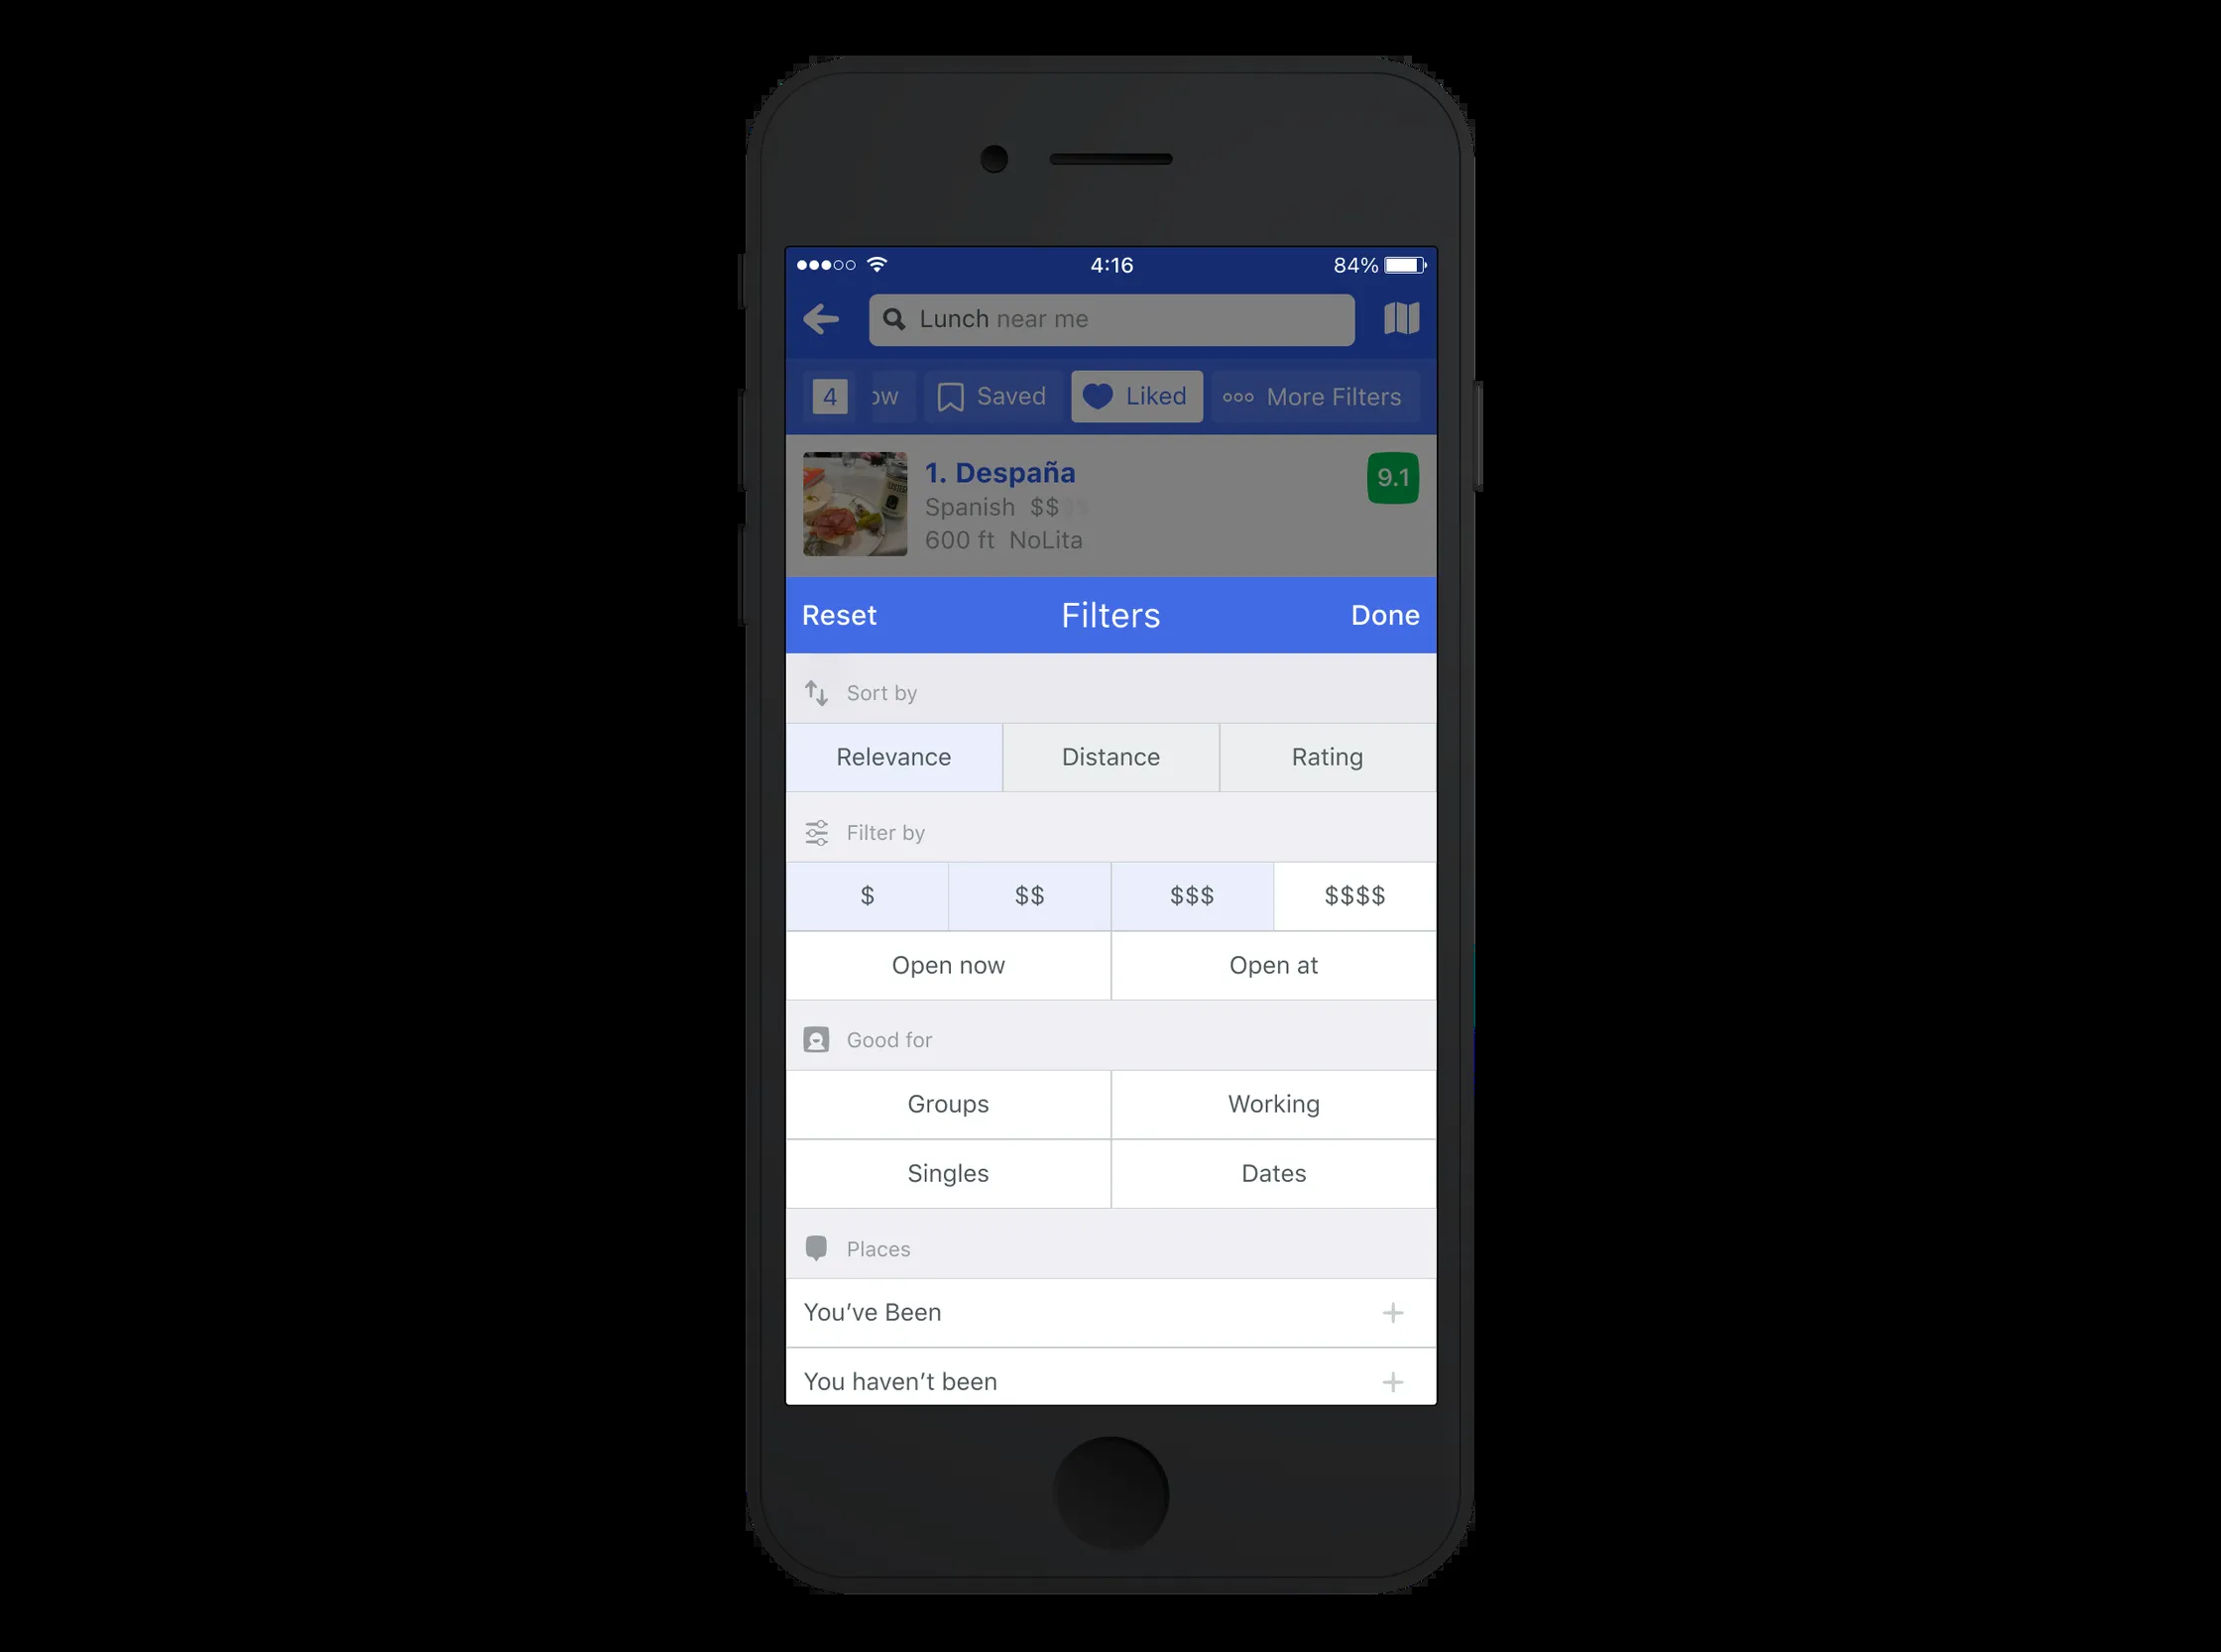 4:16 84%
Lunch near me
4 ow Saved Liked More Filters
1. Despaña 9.1
Spanish $$
600 ft NoLita
Reset Filters Done
Sort by
Relevance Distance Rating
Filter by
$ $$ $$$ $$$$
Open now Open at
Good for
Groups Working
Singles Dates
Places
You’ve Been
You haven’t been